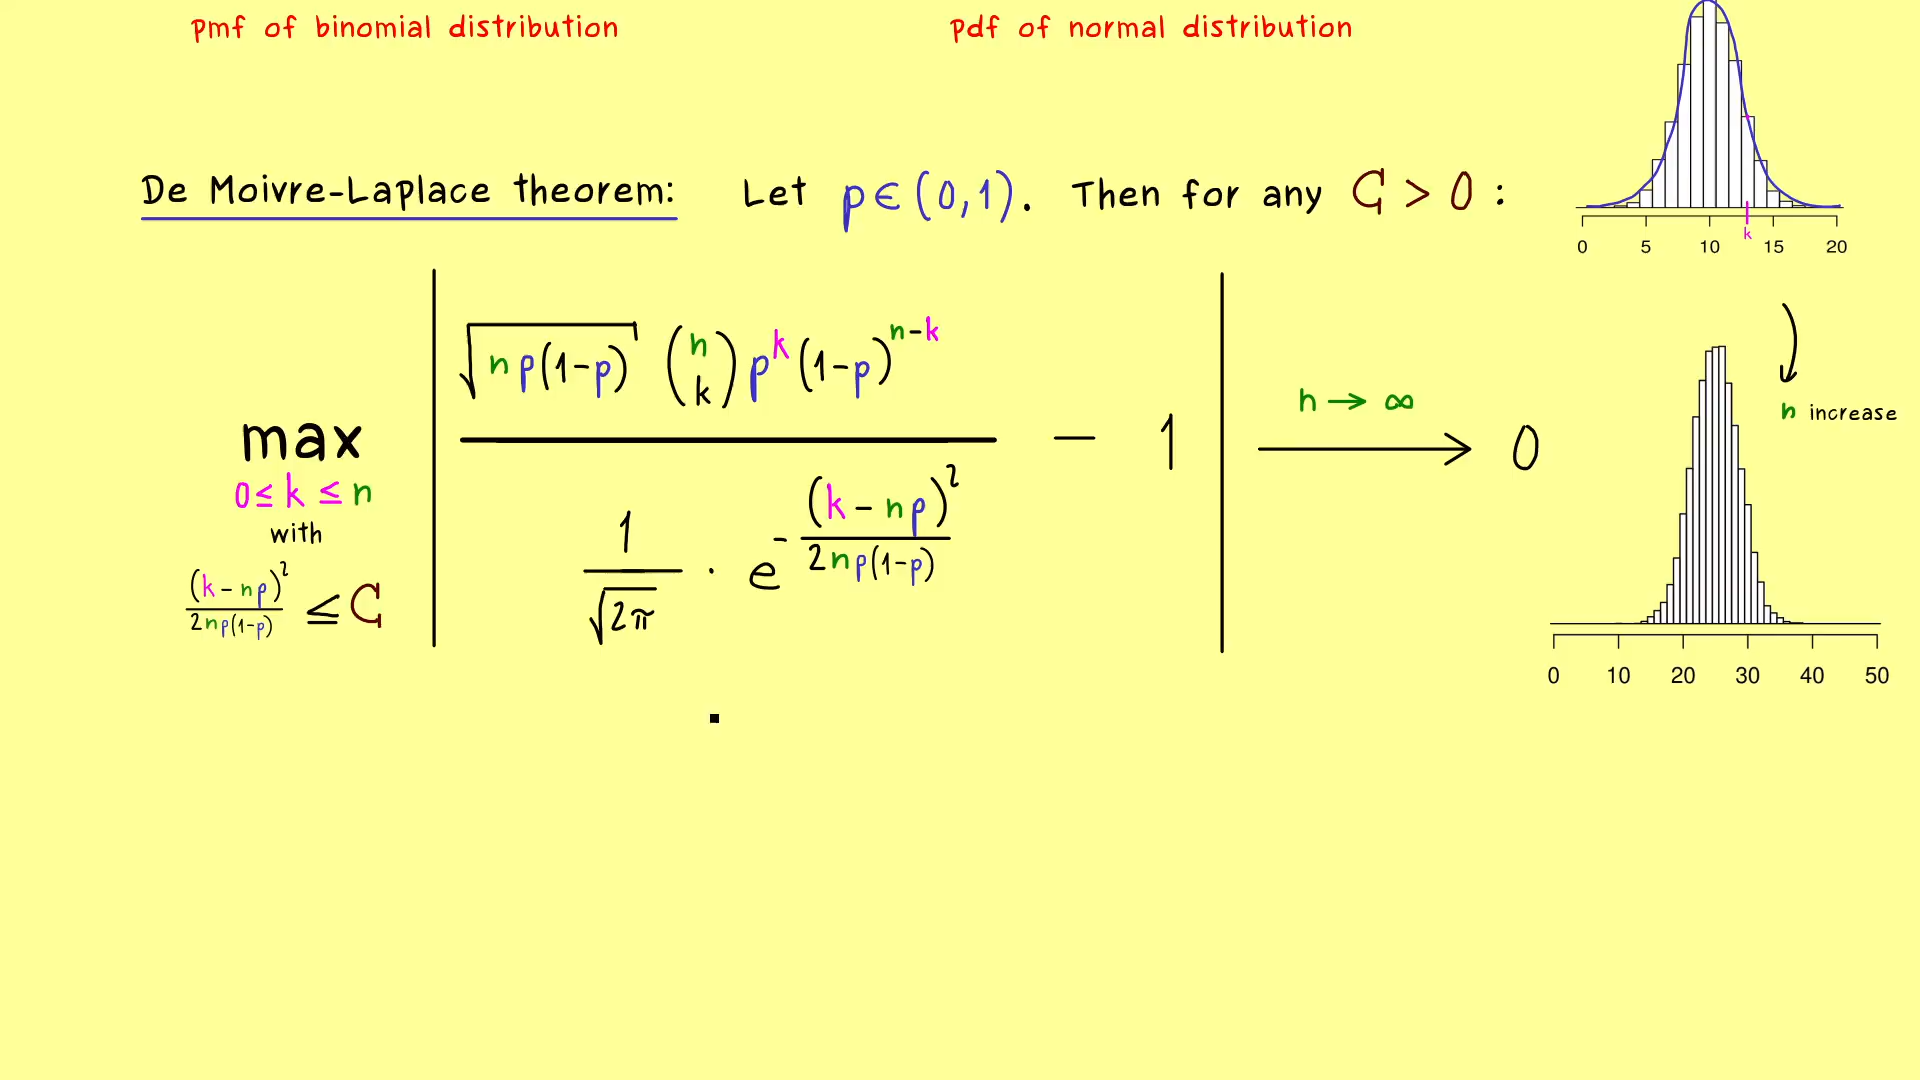 pmf of binomial distribution
pdf of normal distribution
De Moivre-Laplace theorem: Let p ∈ (0,1). Then for any C > 0 :
0 5 10 k 15 20
max
0 ≤ k ≤ n
with
(k - np)² / 2np(1-p) ≤ C
| √(np(1-p)) (n k) p^k (1-p)^(n-k) / ( 1/√(2π) · e^(-(k - np)² / 2np(1-p)) ) - 1 | n → ∞ ⟶ 0
n increase
0 10 20 30 40 50